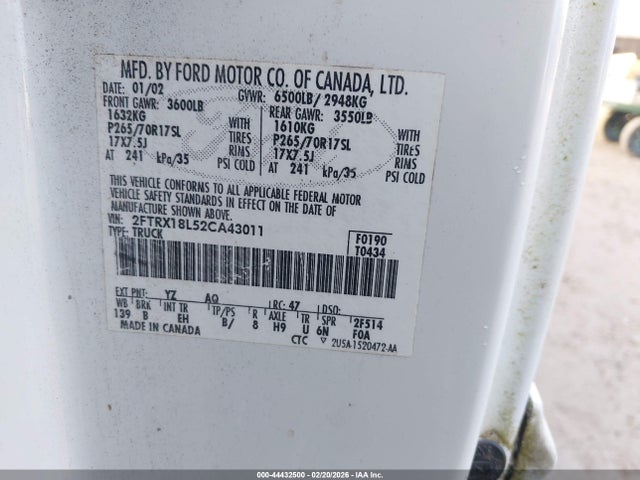 MFD. BY FORD MOTOR CO. OF CANADA, LTD.
DATE: 01/02 GVWR: 6500LB/ 2948KG
FRONT GAWR: 3600LB REAR GAWR: 3550LB
1632KG WITH 1610KG WITH
P265/70R17SL TIRES P265/70R17SL TIRES
17X7.5J RIMS 17X7.5J RIMS
AT 241 kPa/35 PSI COLD AT 241 kPa/35 PSI COLD
THIS VEHICLE CONFORMS TO ALL APPLICABLE FEDERAL MOTOR
VEHICLE SAFETY AND THEFT PREVENTION STANDARDS IN EFFECT ON THE DATE OF
MANUFACTURE SHOWN ABOVE.
VIN: 2FTRX18L52CA43011 F0190
TYPE: TRUCK T0434
EXT PNT: YZ AQ RC: 47 DSO:
WB BRK INT TR TP/PS R AXLE TR SPR 2F514
139 B EH B/ 8 H9 U 6N F0A
MADE IN CANADA CTC ▽ 2U5A-1520472-AA
000-44432500 - 02/20/2026 - IAA Inc.